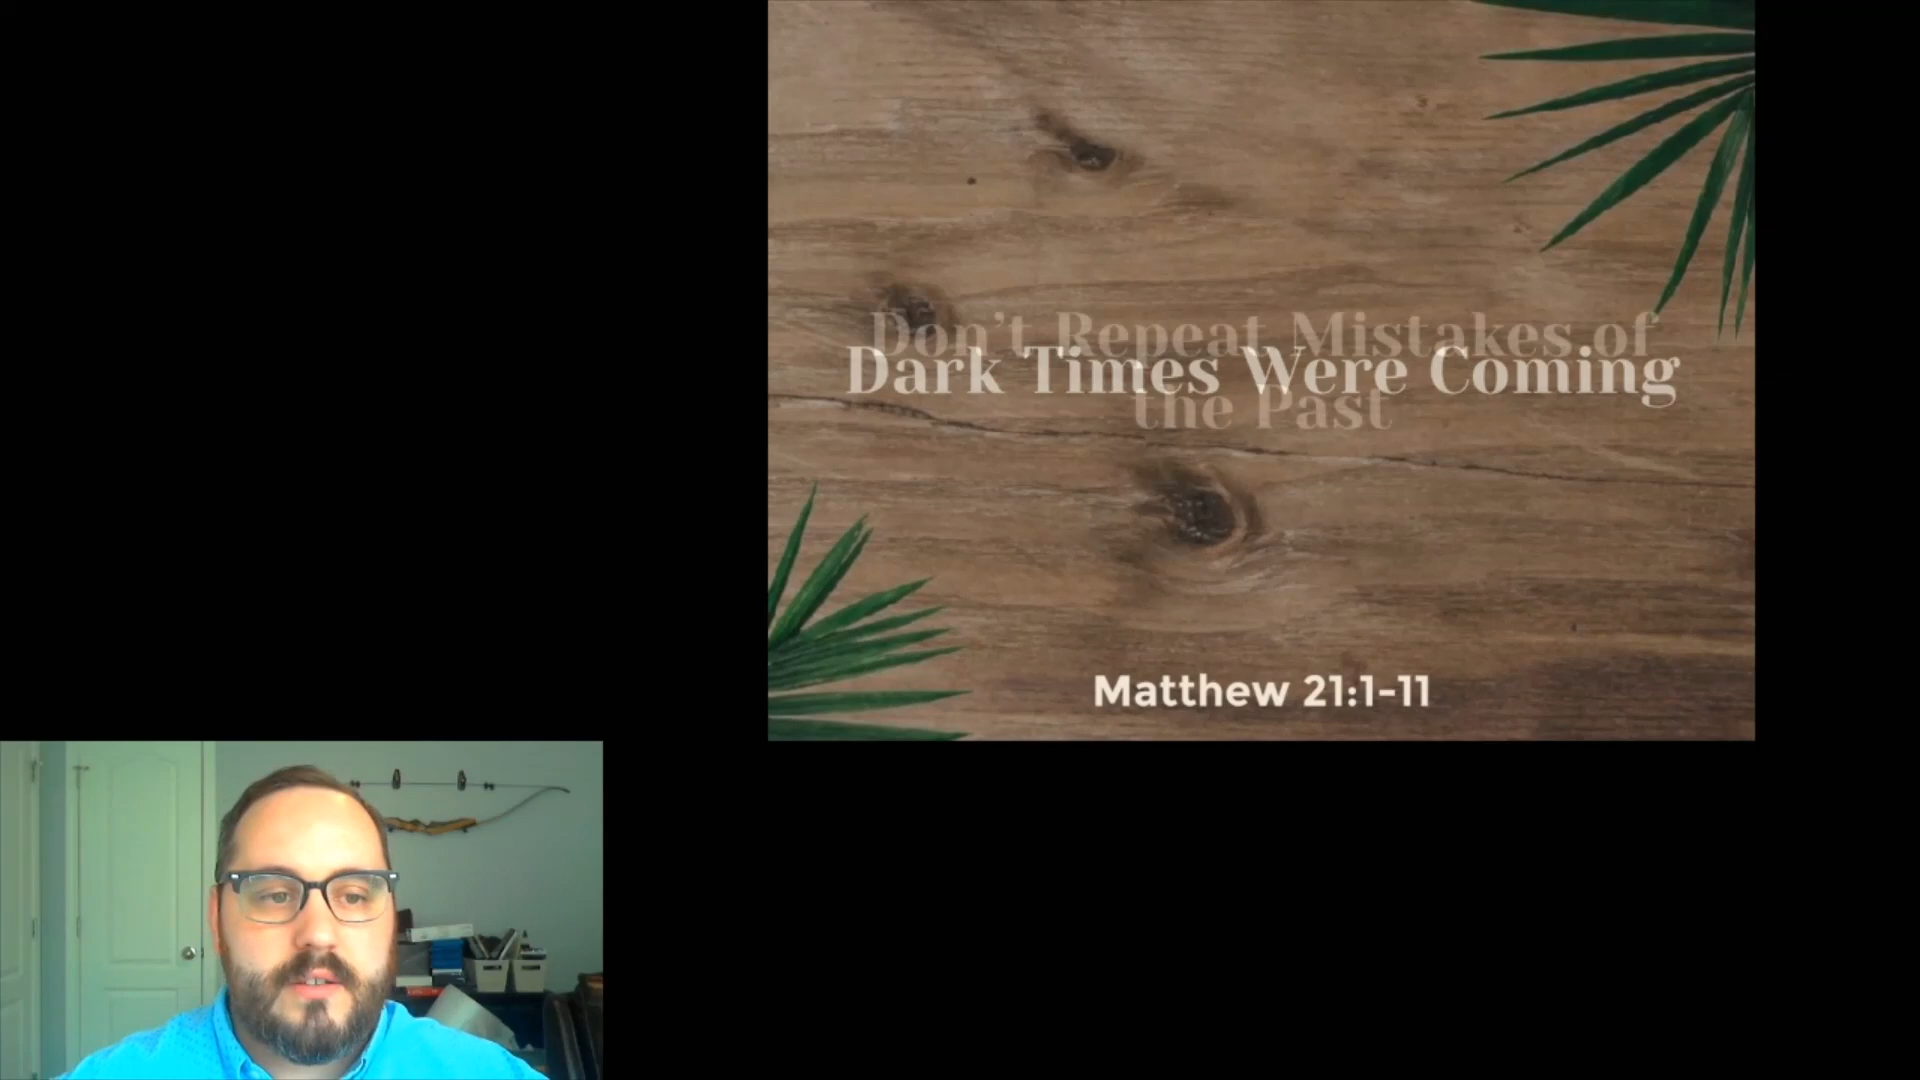 Don't Repeat Mistakes of
Dark Times Were Coming
the Past
Matthew 21:1-11